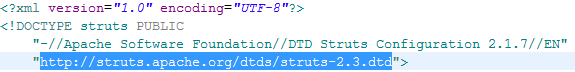 <?xml version="1.0" encoding="UTF-8"?>
<!DOCTYPE struts PUBLIC
"-//Apache Software Foundation//DTD Struts Configuration 2.1.7//EN"
"http://struts.apache.org/dtds/struts-2.3.dtd">